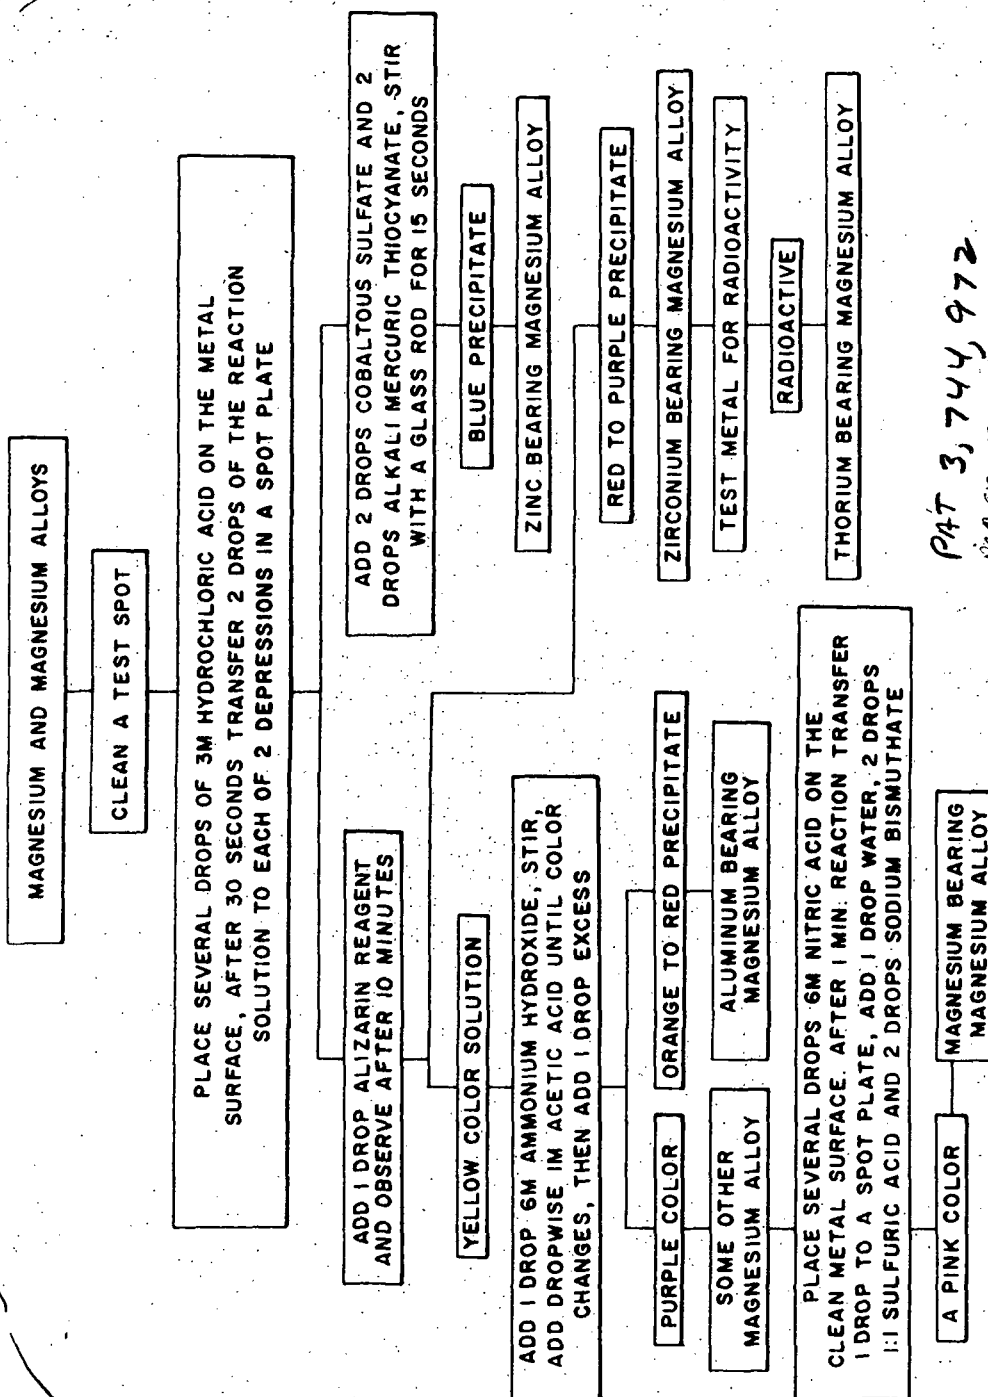 MAGNESIUM AND MAGNESIUM ALLOYS
CLEAN A TEST SPOT
PLACE SEVERAL DROPS OF 3M HYDROCHLORIC ACID ON THE METAL
SURFACE, AFTER 30 SECONDS TRANSFER 2 DROPS OF THE REACTION
SOLUTION TO EACH OF 2 DEPRESSIONS IN A SPOT PLATE
ADD 1 DROP ALIZARIN REAGENT
AND OBSERVE AFTER 10 MINUTES
ADD 2 DROPS COBALTOUS SULFATE AND 2
DROPS ALKALI MERCURIC THIOCYANATE, STIR
WITH A GLASS ROD FOR 15 SECONDS
YELLOW COLOR SOLUTION
BLUE PRECIPITATE
ZINC BEARING MAGNESIUM ALLOY
ADD 1 DROP 6M AMMONIUM HYDROXIDE, STIR,
ADD DROPWISE 1M ACETIC ACID UNTIL COLOR
CHANGES, THEN ADD 1 DROP EXCESS
RED TO PURPLE PRECIPITATE
PURPLE COLOR
ORANGE TO RED PRECIPITATE
ZIRCONIUM BEARING MAGNESIUM ALLOY
SOME OTHER
MAGNESIUM ALLOY
ALUMINUM BEARING
MAGNESIUM ALLOY
TEST METAL FOR RADIOACTIVITY
RADIOACTIVE
PLACE SEVERAL DROPS 6M NITRIC ACID ON THE
CLEAN METAL SURFACE. AFTER 1 MIN. REACTION TRANSFER
1 DROP TO A SPOT PLATE, ADD 1 DROP WATER, 2 DROPS
1:1 SULFURIC ACID AND 2 DROPS SODIUM BISMUTHATE
THORIUM BEARING MAGNESIUM ALLOY
A PINK COLOR
MAGNESIUM BEARING
MAGNESIUM ALLOY
PAT 3,744,972